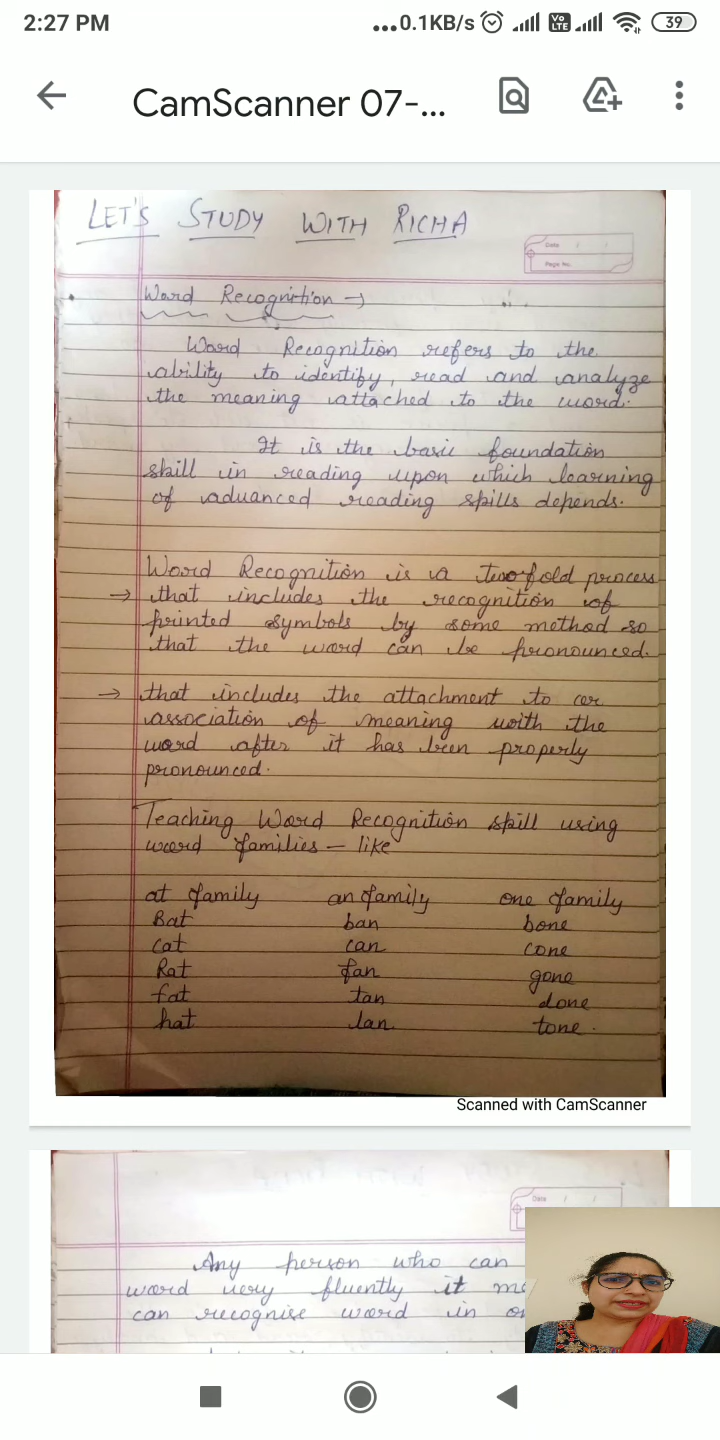 2:27 PM ...0.1KB/s Vo LTE 39
CamScanner 07-...
LET'S STUDY WITH RICHA
Date / /
Page No.
Word Recognition →
Word Recognition refers to the
ability to identify, read and analyze
the meaning attached to the word.
It is the basic foundation
skill in reading upon which learning
of advanced reading skills depends.
Word Recognition is a twofold process
→ that includes the recognition of
printed symbols by some method so
that the word can be pronounced.
→ that includes the attachment to or
association of meaning with the
word after it has been properly
pronounced.
Teaching Word Recognition skill using
word families — like
at family an family one family
Bat ban bone
cat can cone
Rat fan gone
fat tan done
hat lan tone.
Scanned with CamScanner
Date / /
Any person who can
word very fluently it
can recognise word in